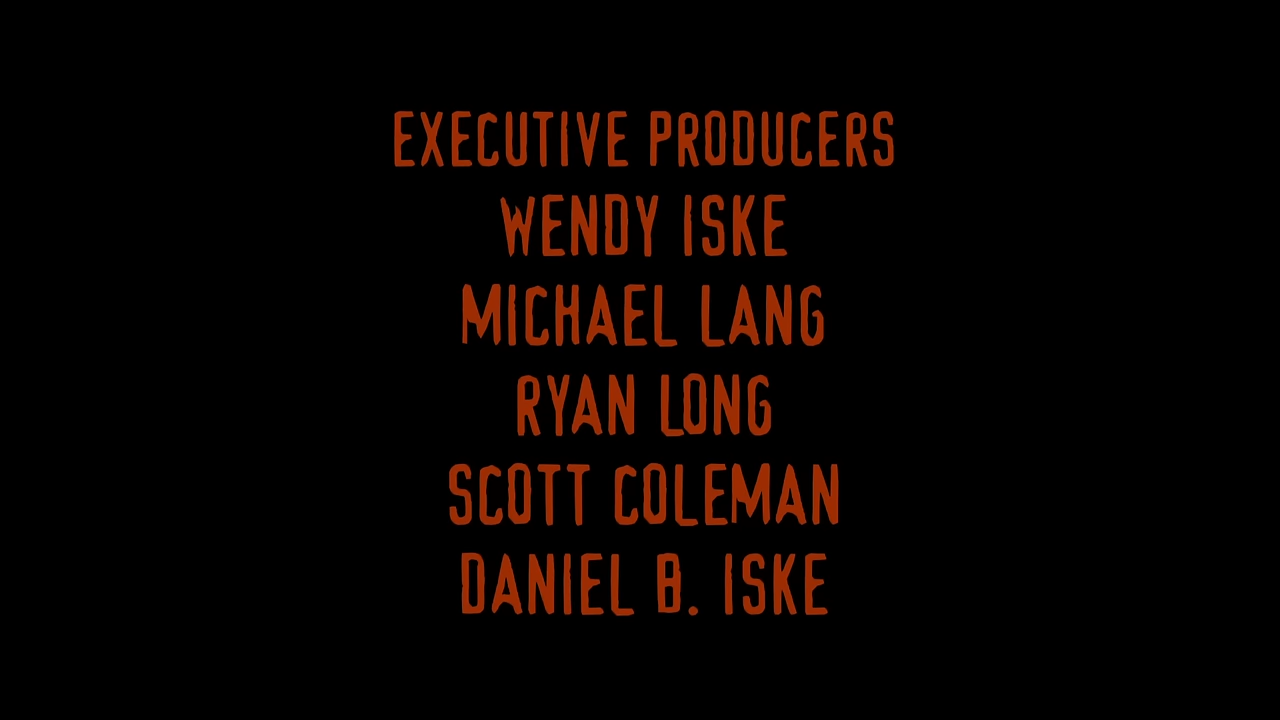 EXECUTIVE PRODUCERS
WENDY ISKE
MICHAEL LANG
RYAN LONG
SCOTT COLEMAN
DANIEL B. ISKE